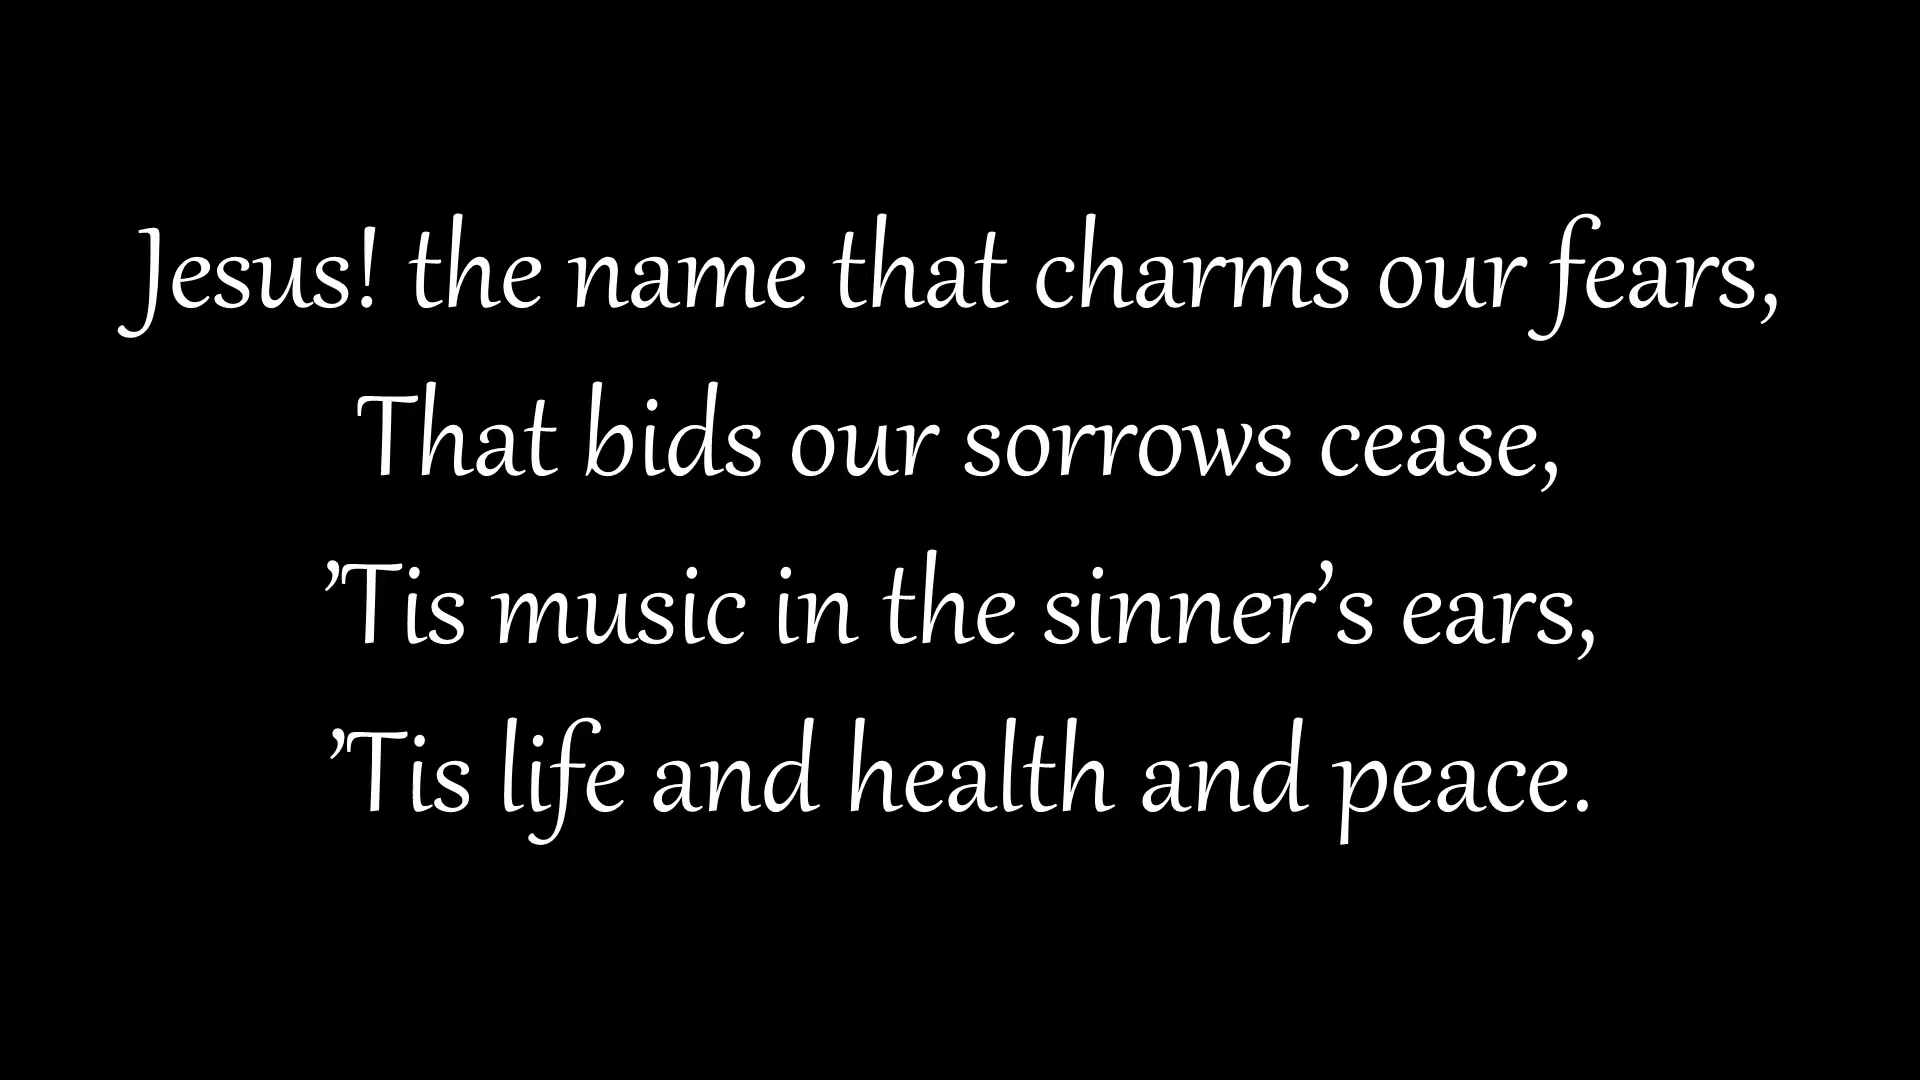 Jesus! the name that charms our fears,
That bids our sorrows cease,
’Tis music in the sinner’s ears,
’Tis life and health and peace.